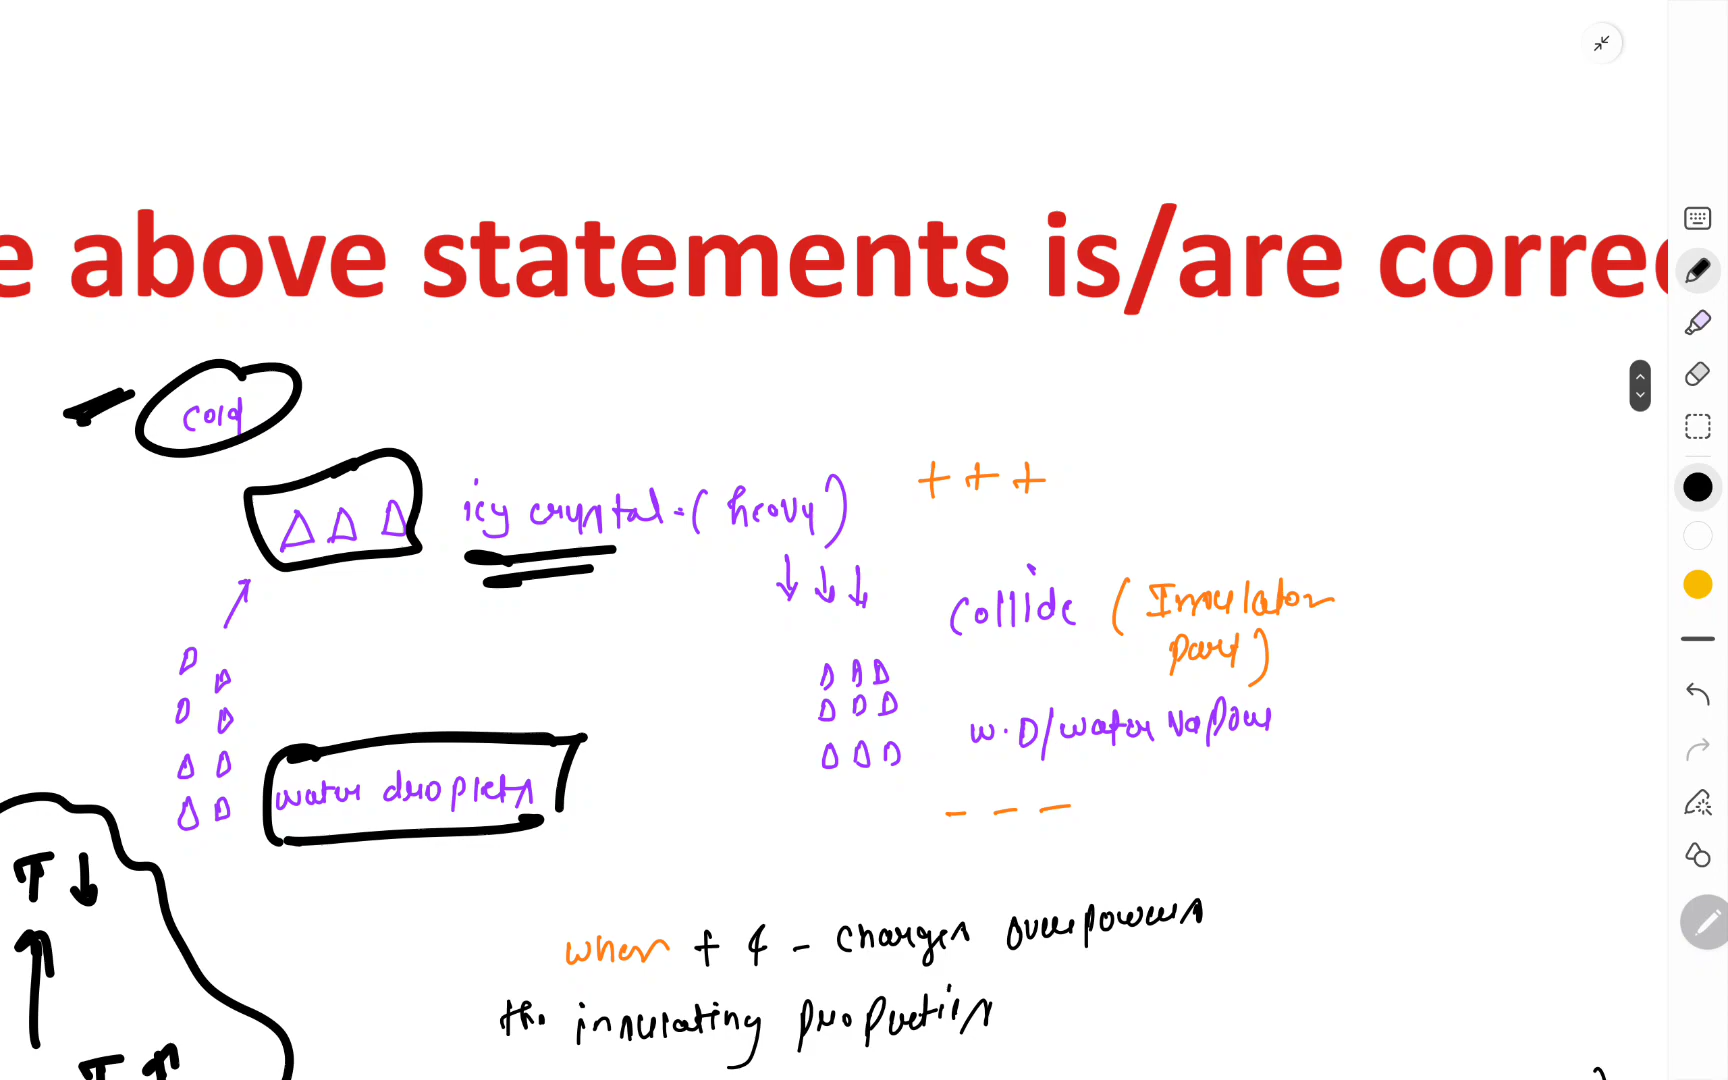 e above statements is/are correc
cold
+ + +
icy crystal . ( heavy )
collide ( Insulator
part )
W.D/water Vapour
water droplets
- - -
T ↓
when + & - charges overpowers
the insulating properties
T ↑